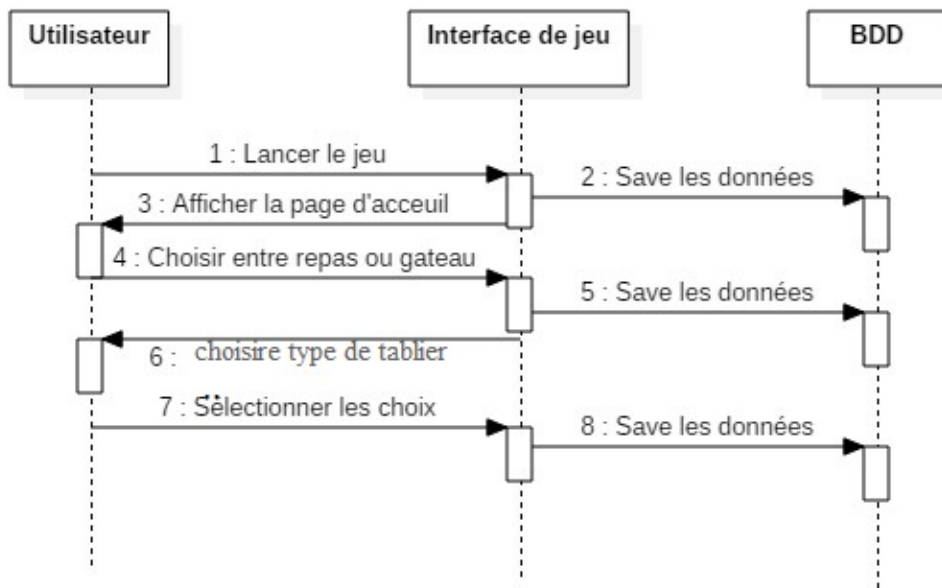 Utilisateur
Interface de jeu
BDD
1 : Lancer le jeu
2 : Save les données
3 : Afficher la page d'acceuil
4 : Choisir entre repas ou gateau
5 : Save les données
6 : choisire type de tablier
7 : Sélectionner les choix
8 : Save les données